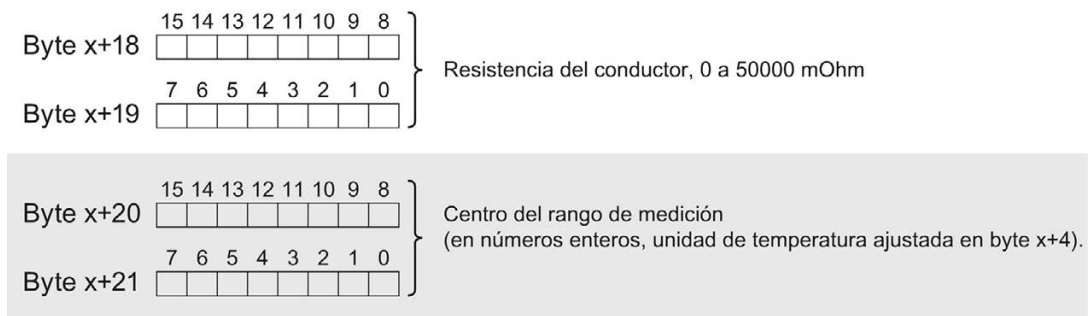 15 14 13 12 11 10 9 8
Byte x+18
Resistencia del conductor, 0 a 50000 mOhm
7 6 5 4 3 2 1 0
Byte x+19
15 14 13 12 11 10 9 8
Byte x+20
Centro del rango de medición
(en números enteros, unidad de temperatura ajustada en byte x+4).
7 6 5 4 3 2 1 0
Byte x+21